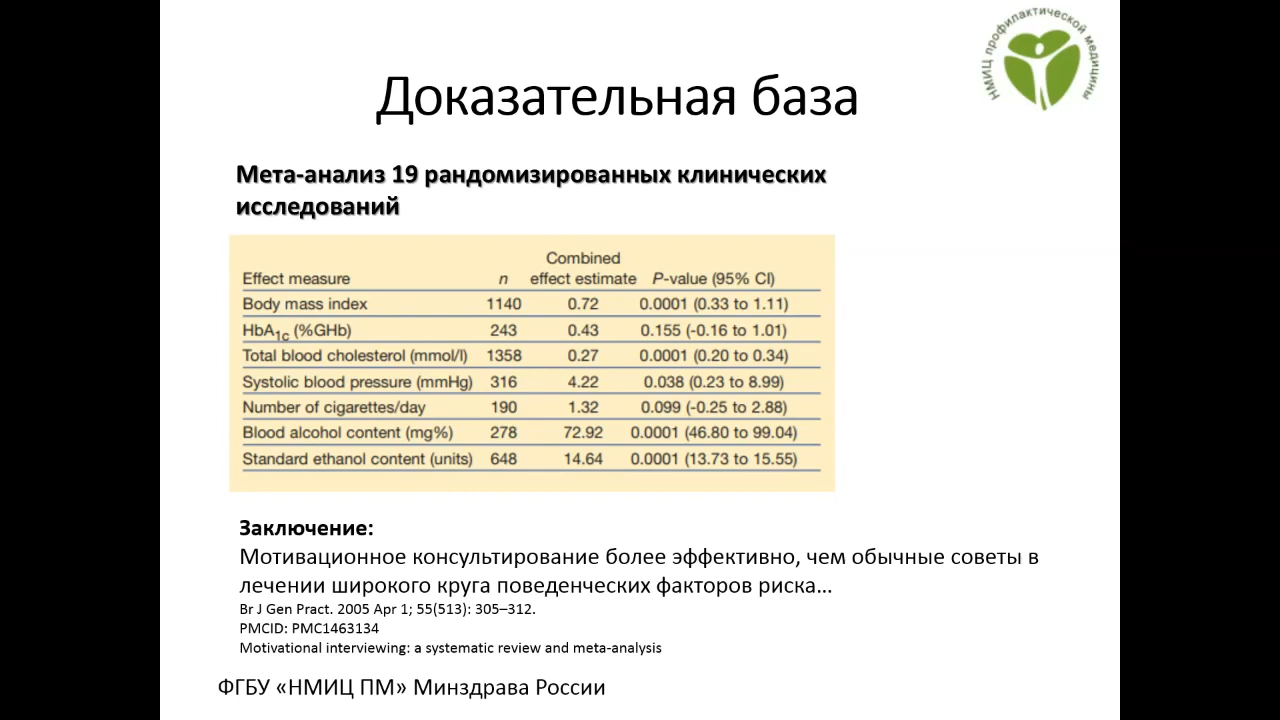 НМИЦ профилактической медицины
Доказательная база
Мета-анализ 19 рандомизированных клинических
исследований
Effect measure n Combined effect estimate P-value (95% CI)
Body mass index 1140 0.72 0.0001 (0.33 to 1.11)
HbA1c (%GHb) 243 0.43 0.155 (-0.16 to 1.01)
Total blood cholesterol (mmol/l) 1358 0.27 0.0001 (0.20 to 0.34)
Systolic blood pressure (mmHg) 316 4.22 0.038 (0.23 to 8.99)
Number of cigarettes/day 190 1.32 0.099 (-0.25 to 2.88)
Blood alcohol content (mg%) 278 72.92 0.0001 (46.80 to 99.04)
Standard ethanol content (units) 648 14.64 0.0001 (13.73 to 15.55)
Заключение:
Мотивационное консультирование более эффективно, чем обычные советы в
лечении широкого круга поведенческих факторов риска…
Br J Gen Pract. 2005 Apr 1; 55(513): 305–312.
PMCID: PMC1463134
Motivational interviewing: a systematic review and meta-analysis
ФГБУ «НМИЦ ПМ» Минздрава России